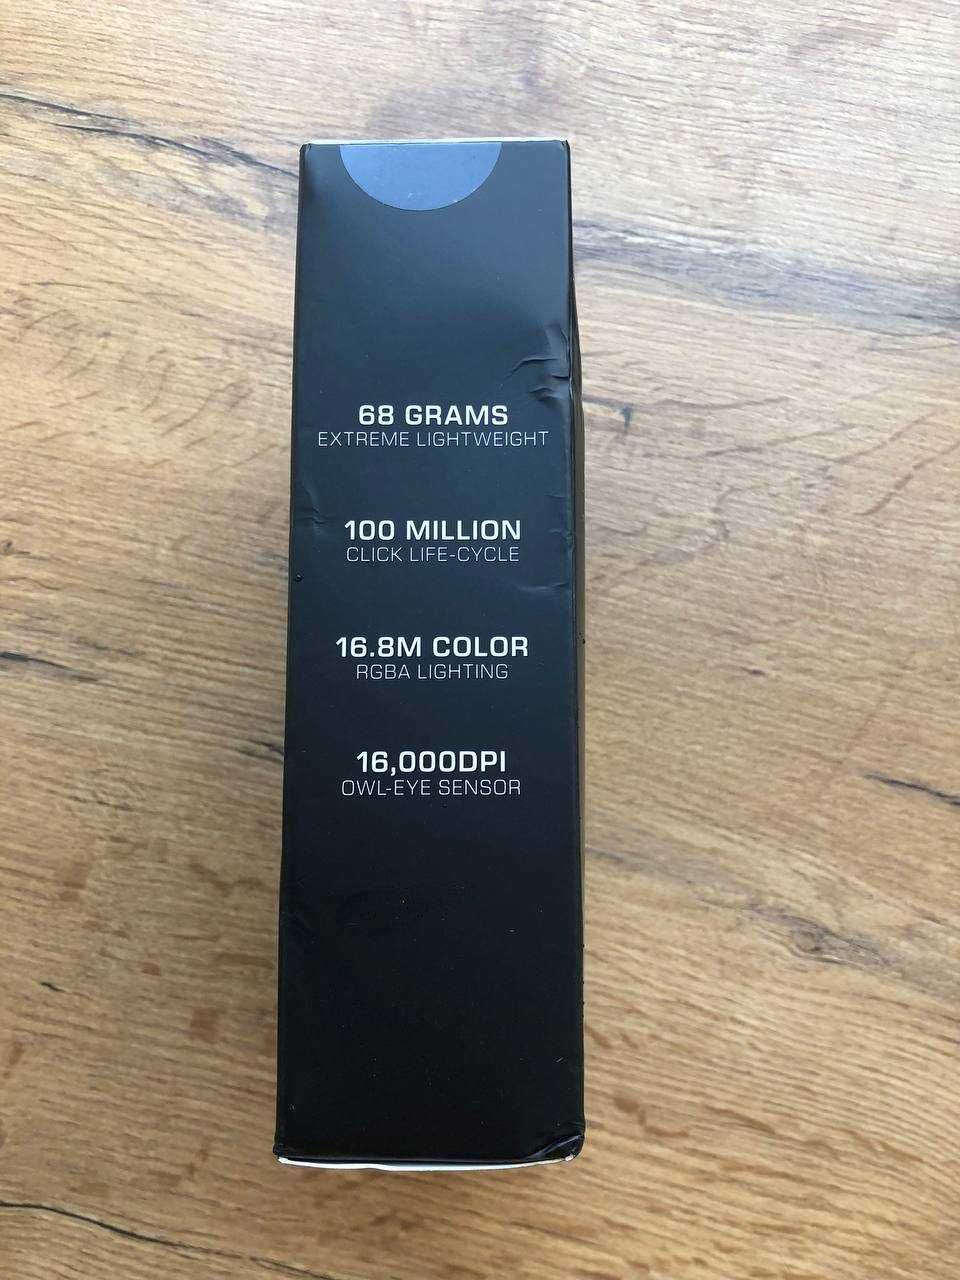 68 GRAMS
EXTREME LIGHTWEIGHT
100 MILLION
CLICK LIFE-CYCLE
16.8M COLOR
RGBA LIGHTING
16,000DPI
OWL-EYE SENSOR